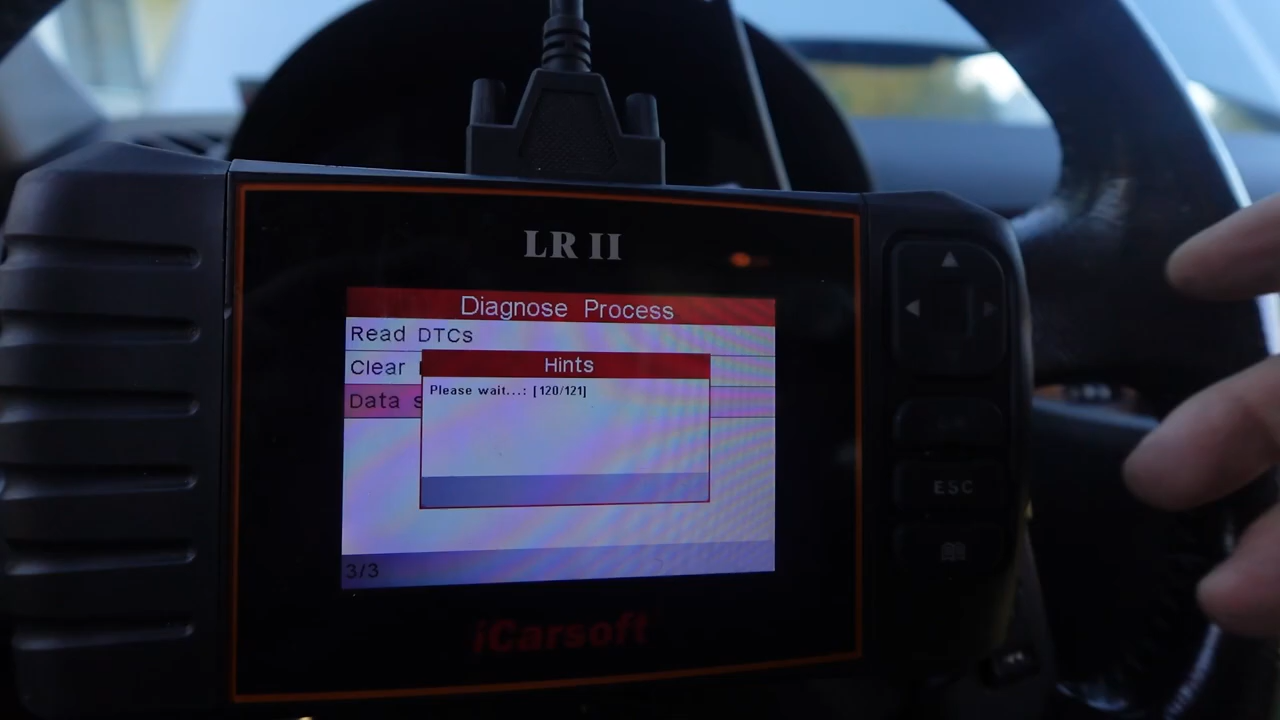 LR II
Diagnose Process
Read DTCs
Clear
Hints
Data s
Please wait...: [120/121]
ESC
3/3
iCarsoft